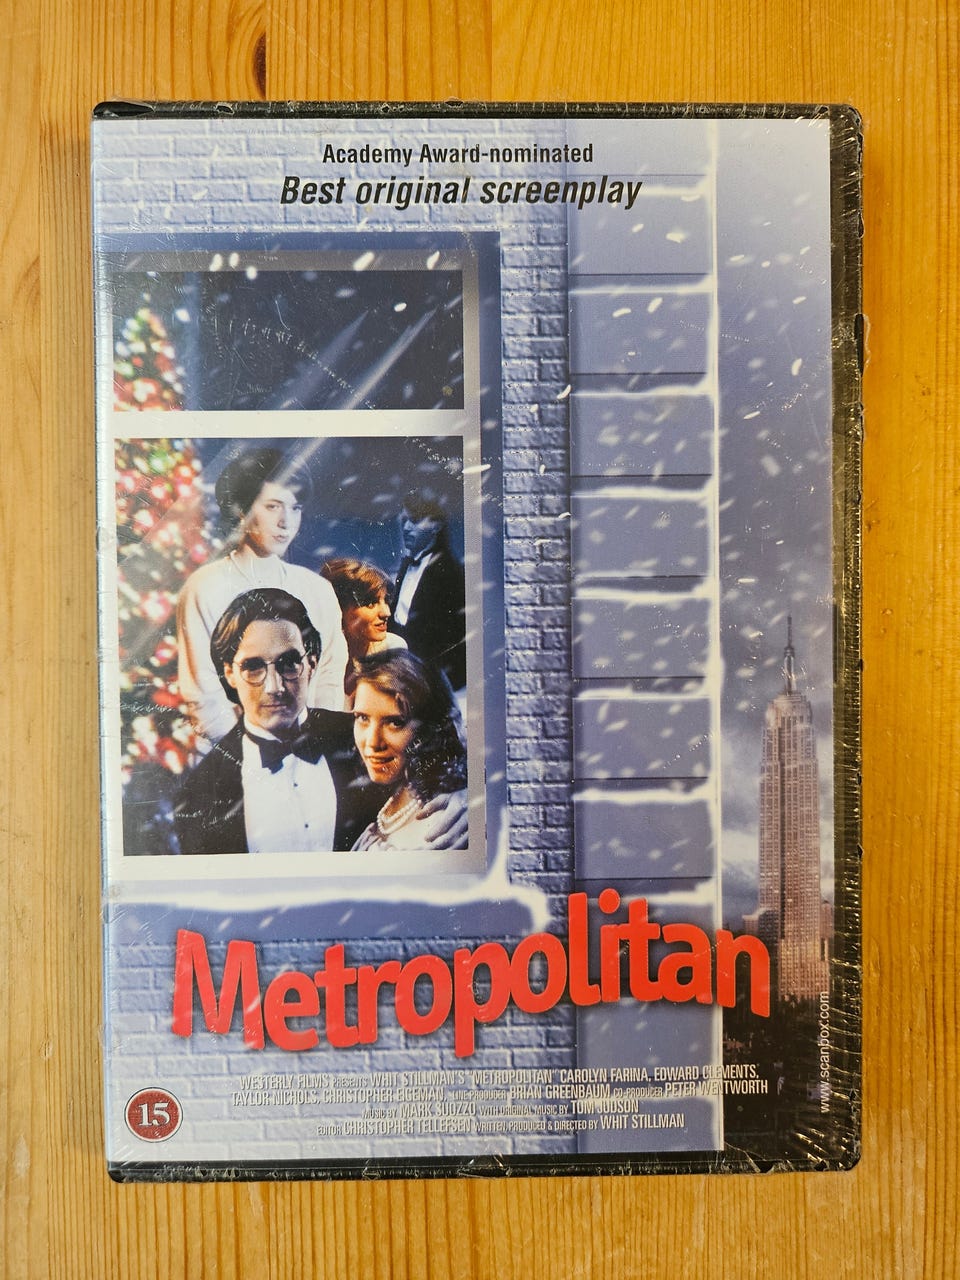 Academy Award-nominated
Best original screenplay
Metropolitan
WESTERLY FILMS PRESENTS WHIT STILLMAN'S "METROPOLITAN" CAROLYN FARINA, EDWARD CLEMENTS,
TAYLOR NICHOLS, CHRISTOPHER EIGEMAN, LINE PRODUCER BRIAN GREENBAUM CO-PRODUCER PETER WENTWORTH
MUSIC BY MARK SUOZZO WITH ORIGINAL MUSIC BY TOM JUDSON
EDITOR CHRISTOPHER TELLEFSEN WRITTEN, PRODUCED & DIRECTED BY WHIT STILLMAN
15
www.scanbox.com